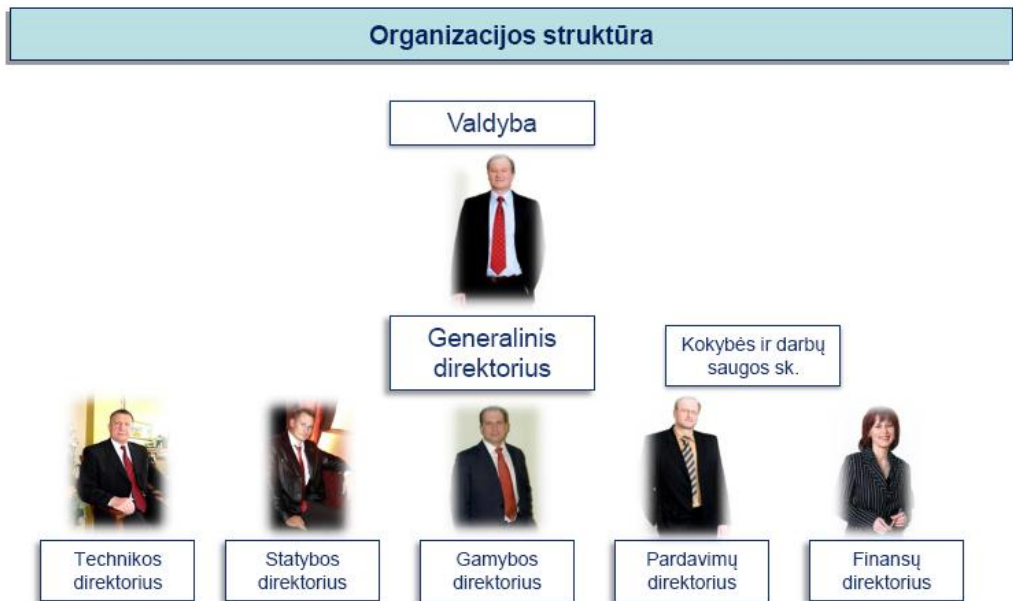 Organizacijos struktūra
Valdyba
Generalinis
direktorius
Kokybės ir darbų
saugos sk.
Technikos
direktorius
Statybos
direktorius
Gamybos
direktorius
Pardavimų
direktorius
Finansų
direktorius